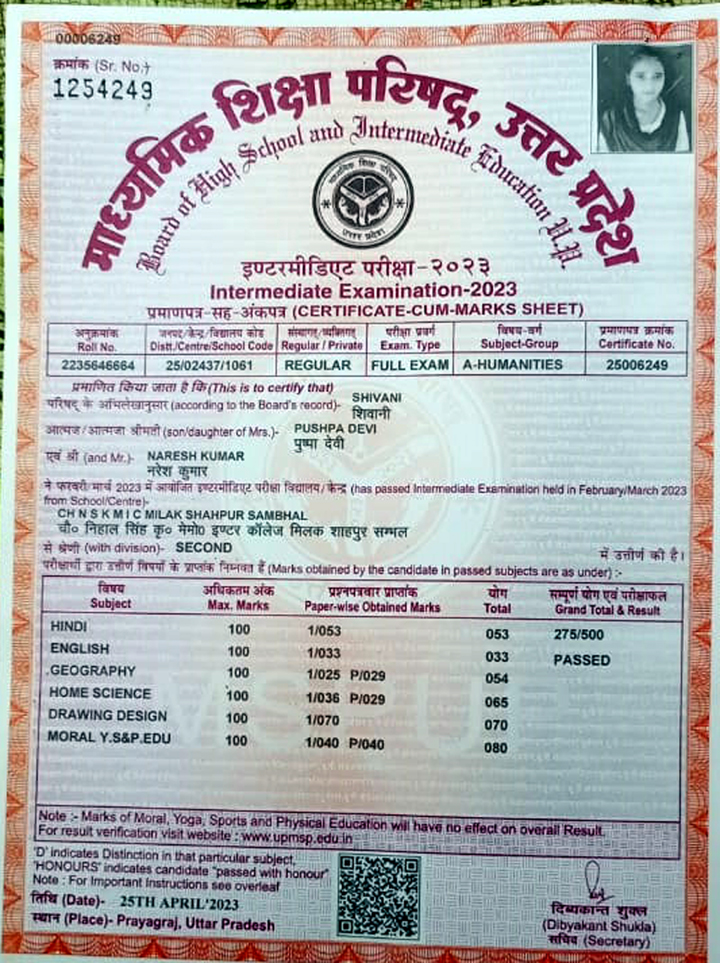 00006249
क्रमांक (Sr. No.)
1254249
माध्यमिक शिक्षा परिषद्, उत्तर प्रदेश
Board of High School and Intermediate Education U.P.
माध्यमिक शिक्षा परिषद्
उत्तर प्रदेश
इण्टरमीडिएट परीक्षा-२०२३
Intermediate Examination-2023
प्रमाणपत्र-सह-अंकपत्र (CERTIFICATE-CUM-MARKS SHEET)
अनुक्रमांक जनपद/केन्द्र/विद्यालय कोड संस्थागत/व्यक्तिगत परीक्षा प्रवर्ग विषय-वर्ग प्रमाणपत्र क्रमांक
Roll No. Distt./Centre/School Code Regular / Private Exam. Type Subject-Group Certificate No.
2235646664 25/02437/1061 REGULAR FULL EXAM A-HUMANITIES 25006249
प्रमाणित किया जाता है कि (This is to certify that)
परिषद् के अभिलेखानुसार (according to the Board's record)- SHIVANI
शिवानी
आत्मज/आत्मजा श्रीमती (son/daughter of Mrs.)- PUSHPA DEVI
पुष्पा देवी
एवं श्री (and Mr.)- NARESH KUMAR
नरेश कुमार
ने फरवरी/मार्च 2023 में आयोजित इण्टरमीडिएट परीक्षा विद्यालय/केन्द्र (has passed Intermediate Examination held in February/March 2023
from School/Centre)-
C H N S K M I C MILAK SHAHPUR SAMBHAL
चौ० निहाल सिंह कृ० मेमो० इण्टर कॉलेज मिलक शाहपुर सम्भल
से श्रेणी (with division)- SECOND में उत्तीर्ण की है।
परीक्षार्थी द्वारा उत्तीर्ण विषयों के प्राप्तांक निम्नवत हैं (Marks obtained by the candidate in passed subjects are as under) :-
विषय अधिकतम अंक प्रश्नपत्रवार प्राप्तांक योग सम्पूर्ण योग एवं परीक्षाफल
Subject Max. Marks Paper-wise Obtained Marks Total Grand Total & Result
HINDI 100 1/053 053 275/500
ENGLISH 100 1/033 033 PASSED
.GEOGRAPHY 100 1/025 P/029 054
HOME SCIENCE 100 1/036 P/029 065
DRAWING DESIGN 100 1/070 070
MORAL Y.S&P.EDU 100 1/040 P/040 080
Note :- Marks of Moral, Yoga, Sports and Physical Education will have no effect on overall Result.
For result verification visit website : www.upmsp.edu.in
'D' indicates Distinction in that particular subject,
'HONOURS' indicates candidate "passed with honour"
Note : For Important Instructions see overleaf
तिथि (Date)- 25TH APRIL'2023
स्थान (Place)- Prayagraj, Uttar Pradesh
दिब्यकान्त शुक्ल
(Dibyakant Shukla)
सचिव (Secretary)